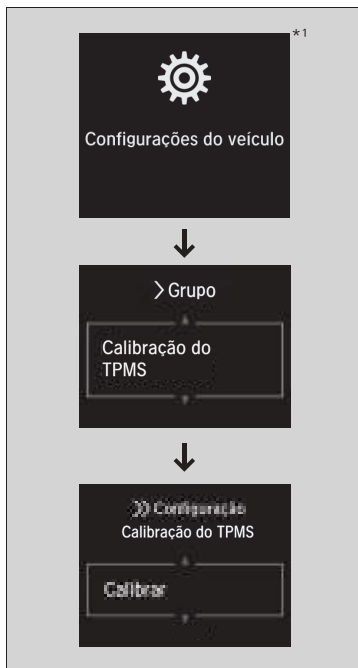 *1
Configurações do veículo
> Grupo
Calibração do
TPMS
>> Configuração
Calibração do TPMS
Calibrar